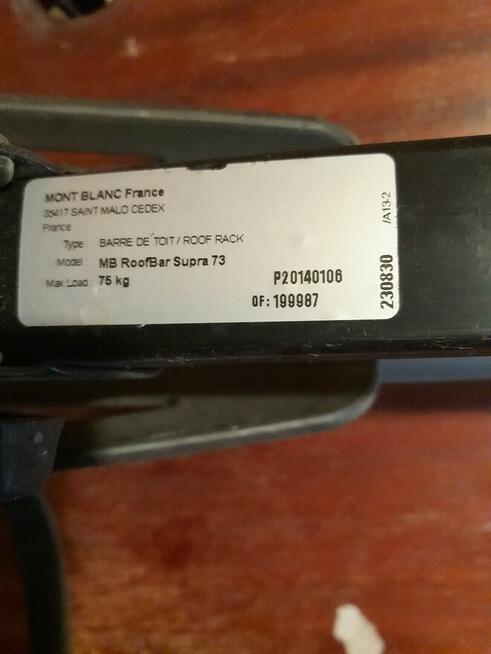 MONT BLANC France
35417 SAINT MALO CEDEX
France
Type : BARRE DE TOIT / ROOF RACK
Model MB RoofBar Supra 73
Max Load : 75 kg
P20140106
OF: 199987
230830
/A13-2